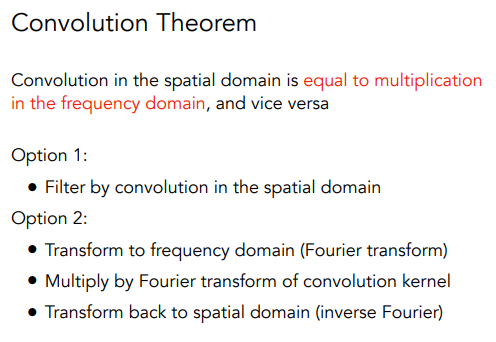 Convolution Theorem
Convolution in the spatial domain is equal to multiplication
in the frequency domain, and vice versa
Option 1:
• Filter by convolution in the spatial domain
Option 2:
• Transform to frequency domain (Fourier transform)
• Multiply by Fourier transform of convolution kernel
• Transform back to spatial domain (inverse Fourier)